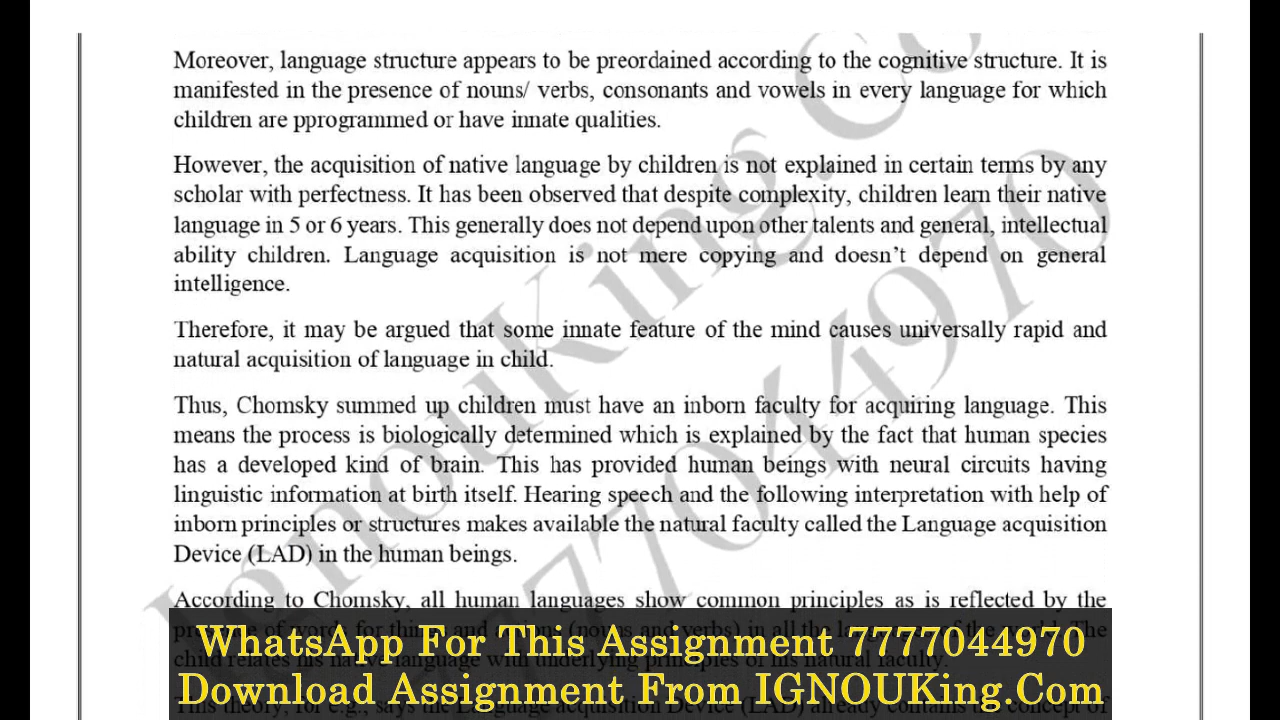 Moreover, language structure appears to be preordained according to the cognitive structure. It is
manifested in the presence of nouns/ verbs, consonants and vowels in every language for which
children are pprogrammed or have innate qualities.
However, the acquisition of native language by children is not explained in certain terms by any
scholar with perfectness. It has been observed that despite complexity, children learn their native
language in 5 or 6 years. This generally does not depend upon other talents and general, intellectual
ability children. Language acquisition is not mere copying and doesn't depend on general
intelligence.
Therefore, it may be argued that some innate feature of the mind causes universally rapid and
natural acquisition of language in child.
Thus, Chomsky summed up children must have an inborn faculty for acquiring language. This
means the process is biologically determined which is explained by the fact that human species
has a developed kind of brain. This has provided human beings with neural circuits having
linguistic information at birth itself. Hearing speech and the following interpretation with help of
inborn principles or structures makes available the natural faculty called the Language acquisition
Device (LAD) in the human beings.
According to Chomsky, all human languages show common principles as is reflected by the
WhatsApp For This Assignment 7777044970
Download Assignment From IGNOUKing.Com
IgnouKing.Co
7777044970